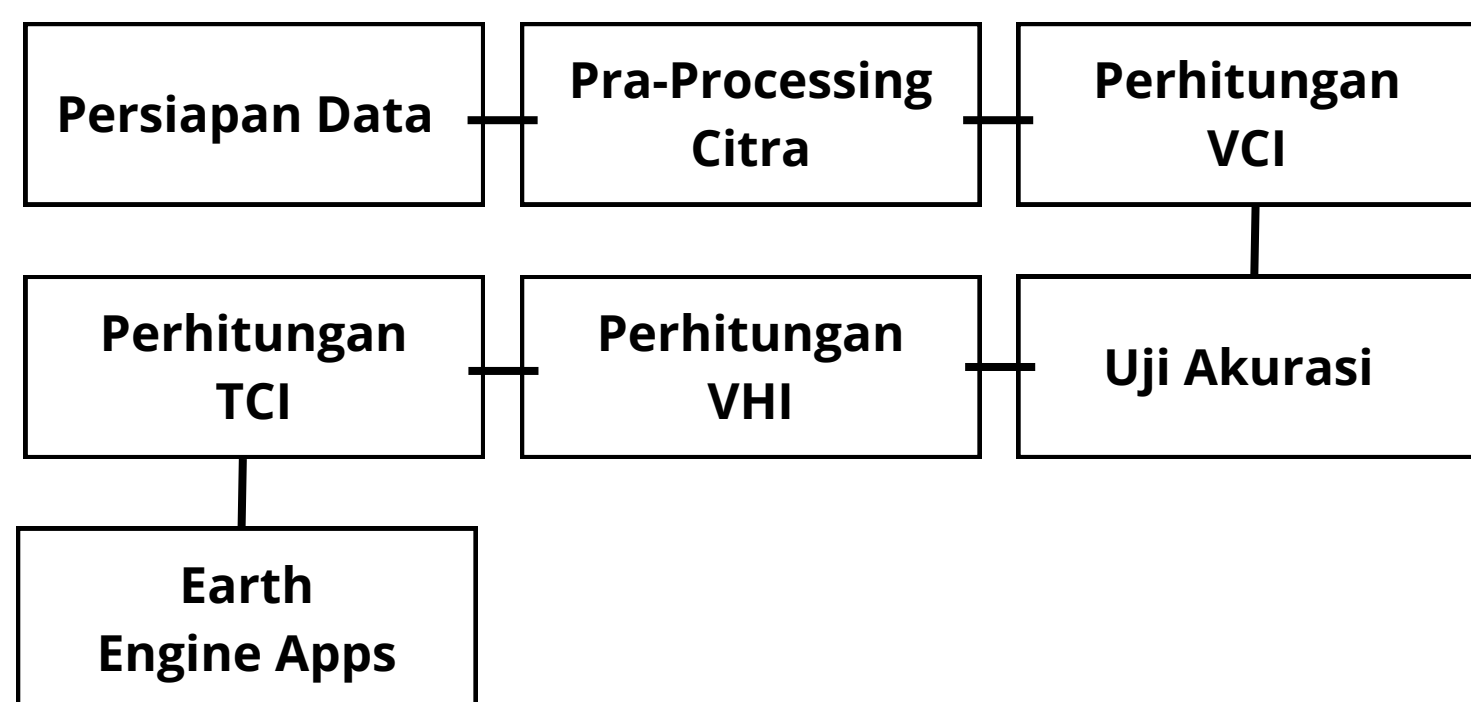 Persiapan Data
Pra-Processing
Citra
Perhitungan
VCI
Perhitungan
TCI
Perhitungan
VHI
Uji Akurasi
Earth
Engine Apps